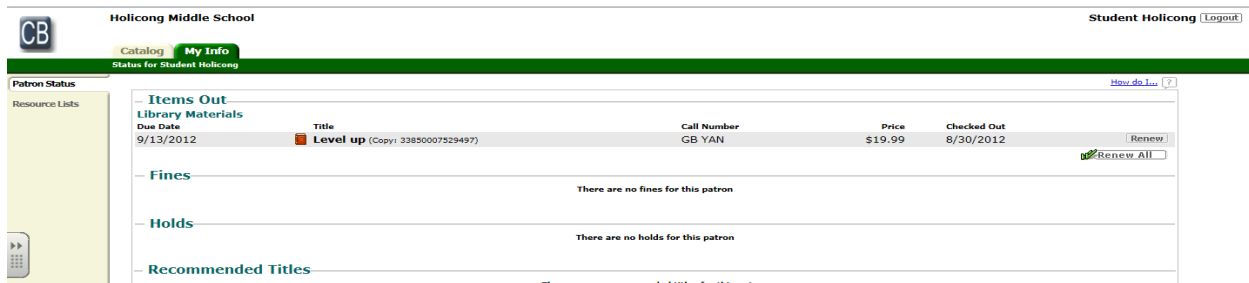 CB
Holicong Middle School
Student Holicong Logout
Catalog My Info
Status for Student Holicong
Patron Status
Resource Lists
How do I... ?
Items Out
Library Materials
Due Date Title Call Number Price Checked Out
9/13/2012 Level up (Copy: 33850007529497) GB YAN $19.99 8/30/2012 Renew
Renew All
Fines
There are no fines for this patron
Holds
There are no holds for this patron
Recommended Titles